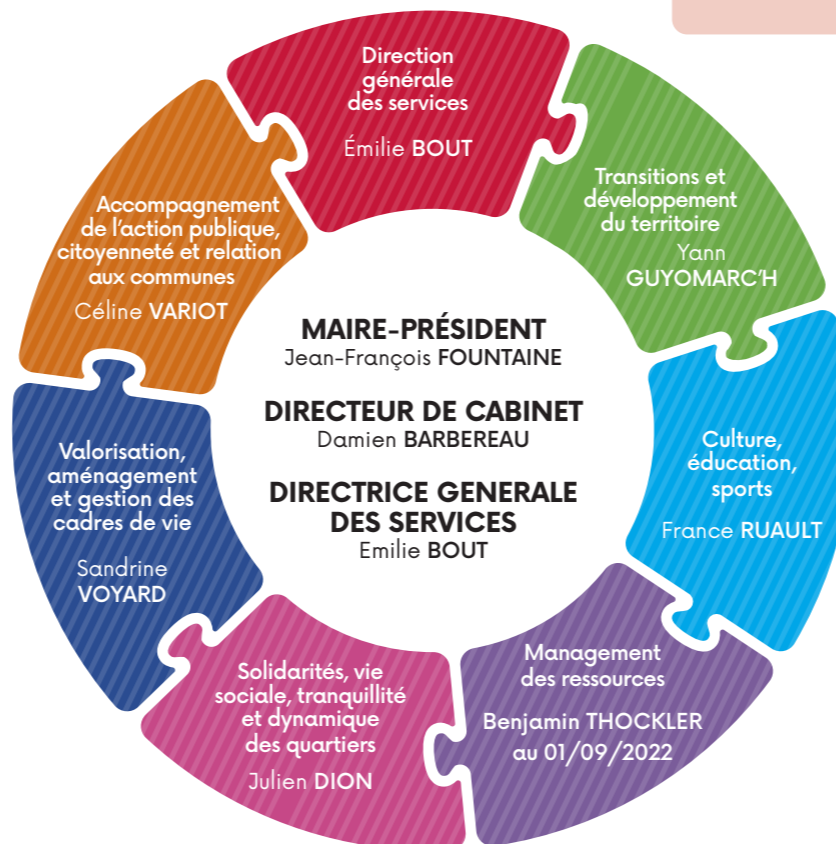 Direction
générale
des services
Émilie BOUT
Transitions et
développement
du territoire
Yann
GUYOMARC'H
Culture,
éducation,
sports
France RUAULT
Management
des ressources
Benjamin THOCKLER
au 01/09/2022
Solidarités, vie
sociale, tranquillité
et dynamique
des quartiers
Julien DION
Valorisation,
aménagement
et gestion des
cadres de vie
Sandrine
VOYARD
Accompagnement
de l'action publique,
citoyenneté et relation
aux communes
Céline VARIOT
MAIRE-PRÉSIDENT
Jean-François FOUNTAINE
DIRECTEUR DE CABINET
Damien BARBEREAU
DIRECTRICE GENERALE
DES SERVICES
Emilie BOUT